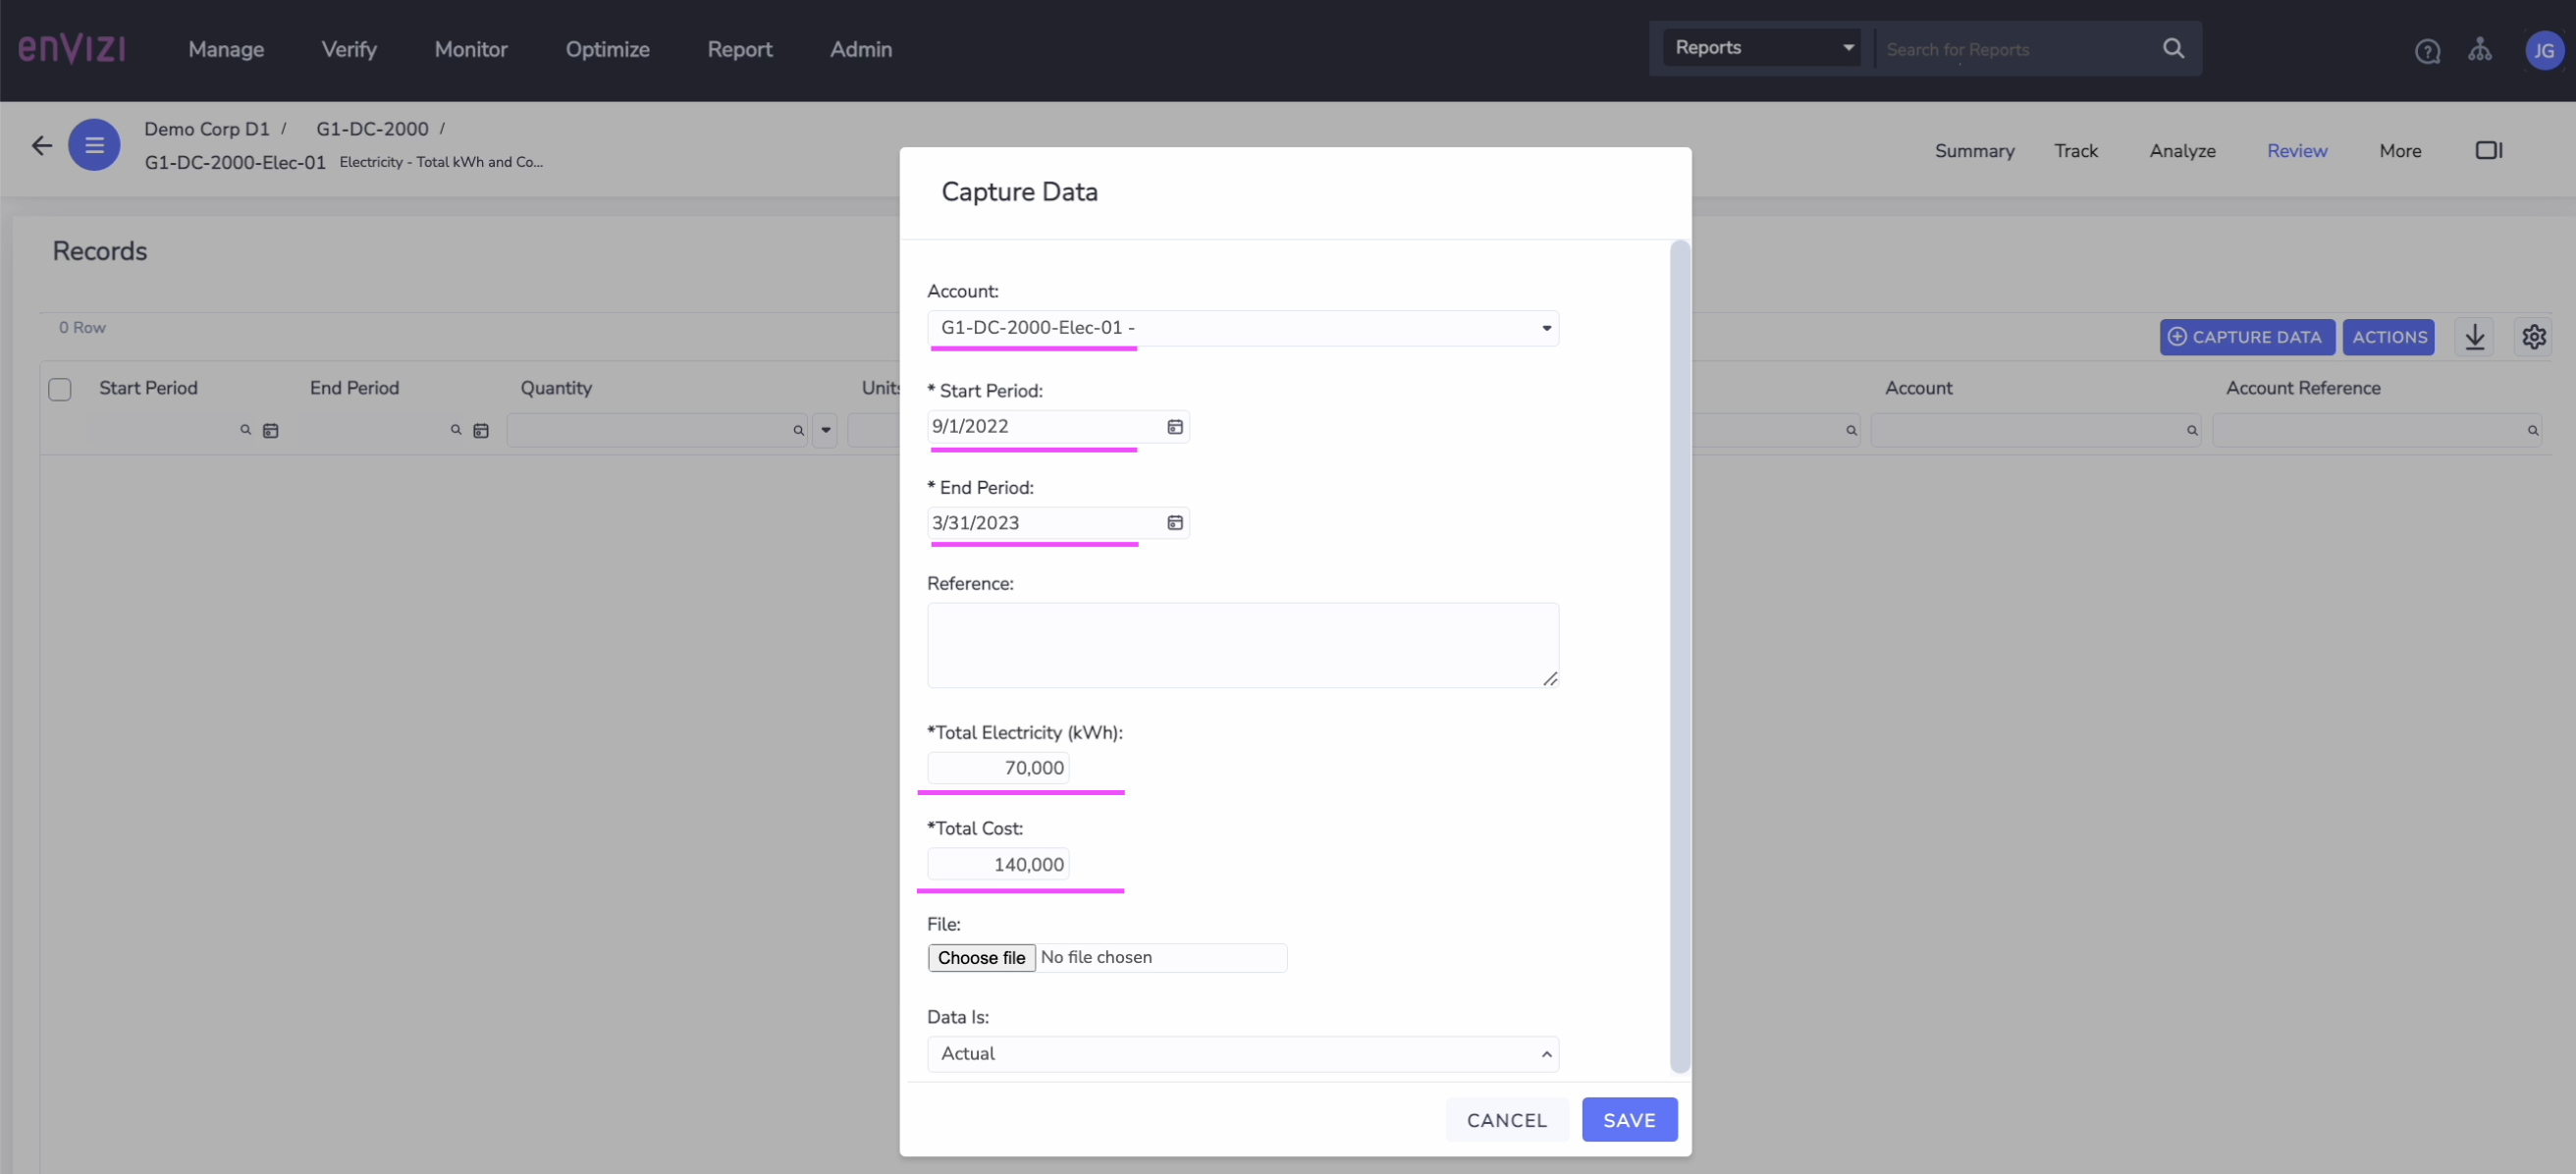 enVizi Manage Verify Monitor Optimize Report Admin Reports Search for Reports JG
Demo Corp D1 / G1-DC-2000 /
G1-DC-2000-Elec-01 Electricity - Total kWh and Co...
Summary Track Analyze Review More
Records
0 Row
CAPTURE DATA ACTIONS
Start Period End Period Quantity Units Account Account Reference
Capture Data
Account:
G1-DC-2000-Elec-01 -
* Start Period:
9/1/2022
* End Period:
3/31/2023
Reference:
*Total Electricity (kWh):
70,000
*Total Cost:
140,000
File:
Choose file No file chosen
Data Is:
Actual
CANCEL SAVE